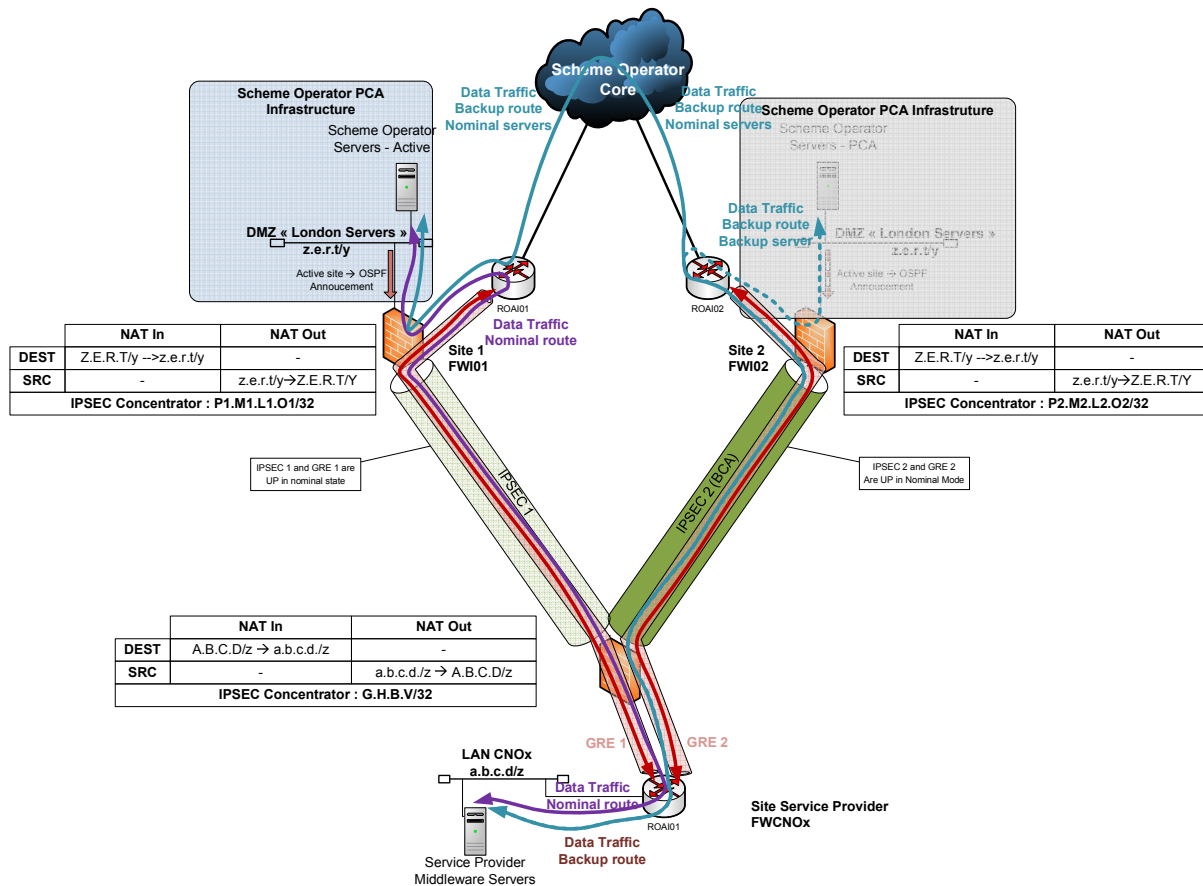 Scheme Operator
Core
Scheme Operator PCA
Infrastructure
Scheme Operator
Servers - Active
DMZ « London Servers »
z.e.r.t/y
Active site → OSPF
Annoucement
Data Traffic
Backup route
Nominal servers
Data Traffic
Backup route
Nominal servers
Scheme Operator PCA Infrastruture
Scheme Operator
Servers - PCA
Data Traffic
Backup route
Backup server
DMZ « London Servers »
z.e.r.t/y
Active site → OSPF
Annoucement
ROAI01
ROAI02
Data Traffic
Nominal route
Site 1
FWI01
Site 2
FWI02
NAT In NAT Out
DEST Z.E.R.T/y -->z.e.r.t/y -
SRC - z.e.r.t/y→Z.E.R.T/Y
IPSEC Concentrator : P1.M1.L1.O1/32
NAT In NAT Out
DEST Z.E.R.T/y -->z.e.r.t/y -
SRC - z.e.r.t/y→Z.E.R.T/Y
IPSEC Concentrator : P2.M2.L2.O2/32
IPSEC 1 and GRE 1 are
UP in nominal state
IPSEC 2 and GRE 2
Are UP in Nominal Mode
IPSEC 1
IPSEC 2 (BCA)
NAT In NAT Out
DEST A.B.C.D/z → a.b.c.d./z -
SRC - a.b.c.d./z → A.B.C.D/z
IPSEC Concentrator : G.H.B.V/32
GRE 1
GRE 2
LAN CNOx
a.b.c.d/z
Data Traffic
Nominal route
ROAI01
Site Service Provider
FWCNOx
Data Traffic
Backup route
Service Provider
Middleware Servers